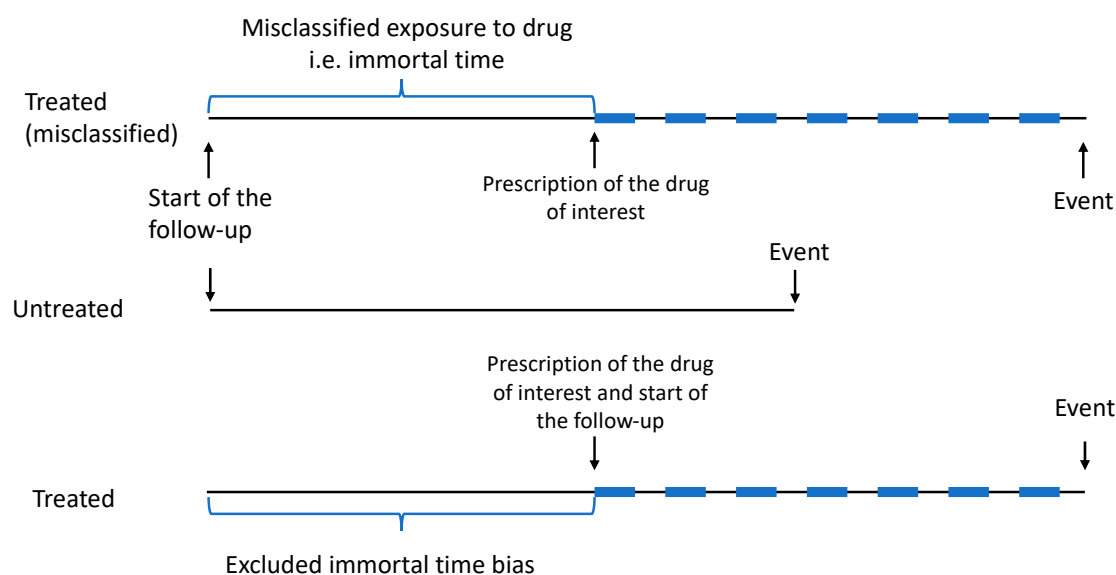 Misclassified exposure to drug
i.e. immortal time
Treated
(misclassified)
Start of the
follow-up
Prescription of the drug
of interest
Event
Event
Untreated
Prescription of the drug
of interest and start of
the follow-up
Event
Treated
Excluded immortal time bias